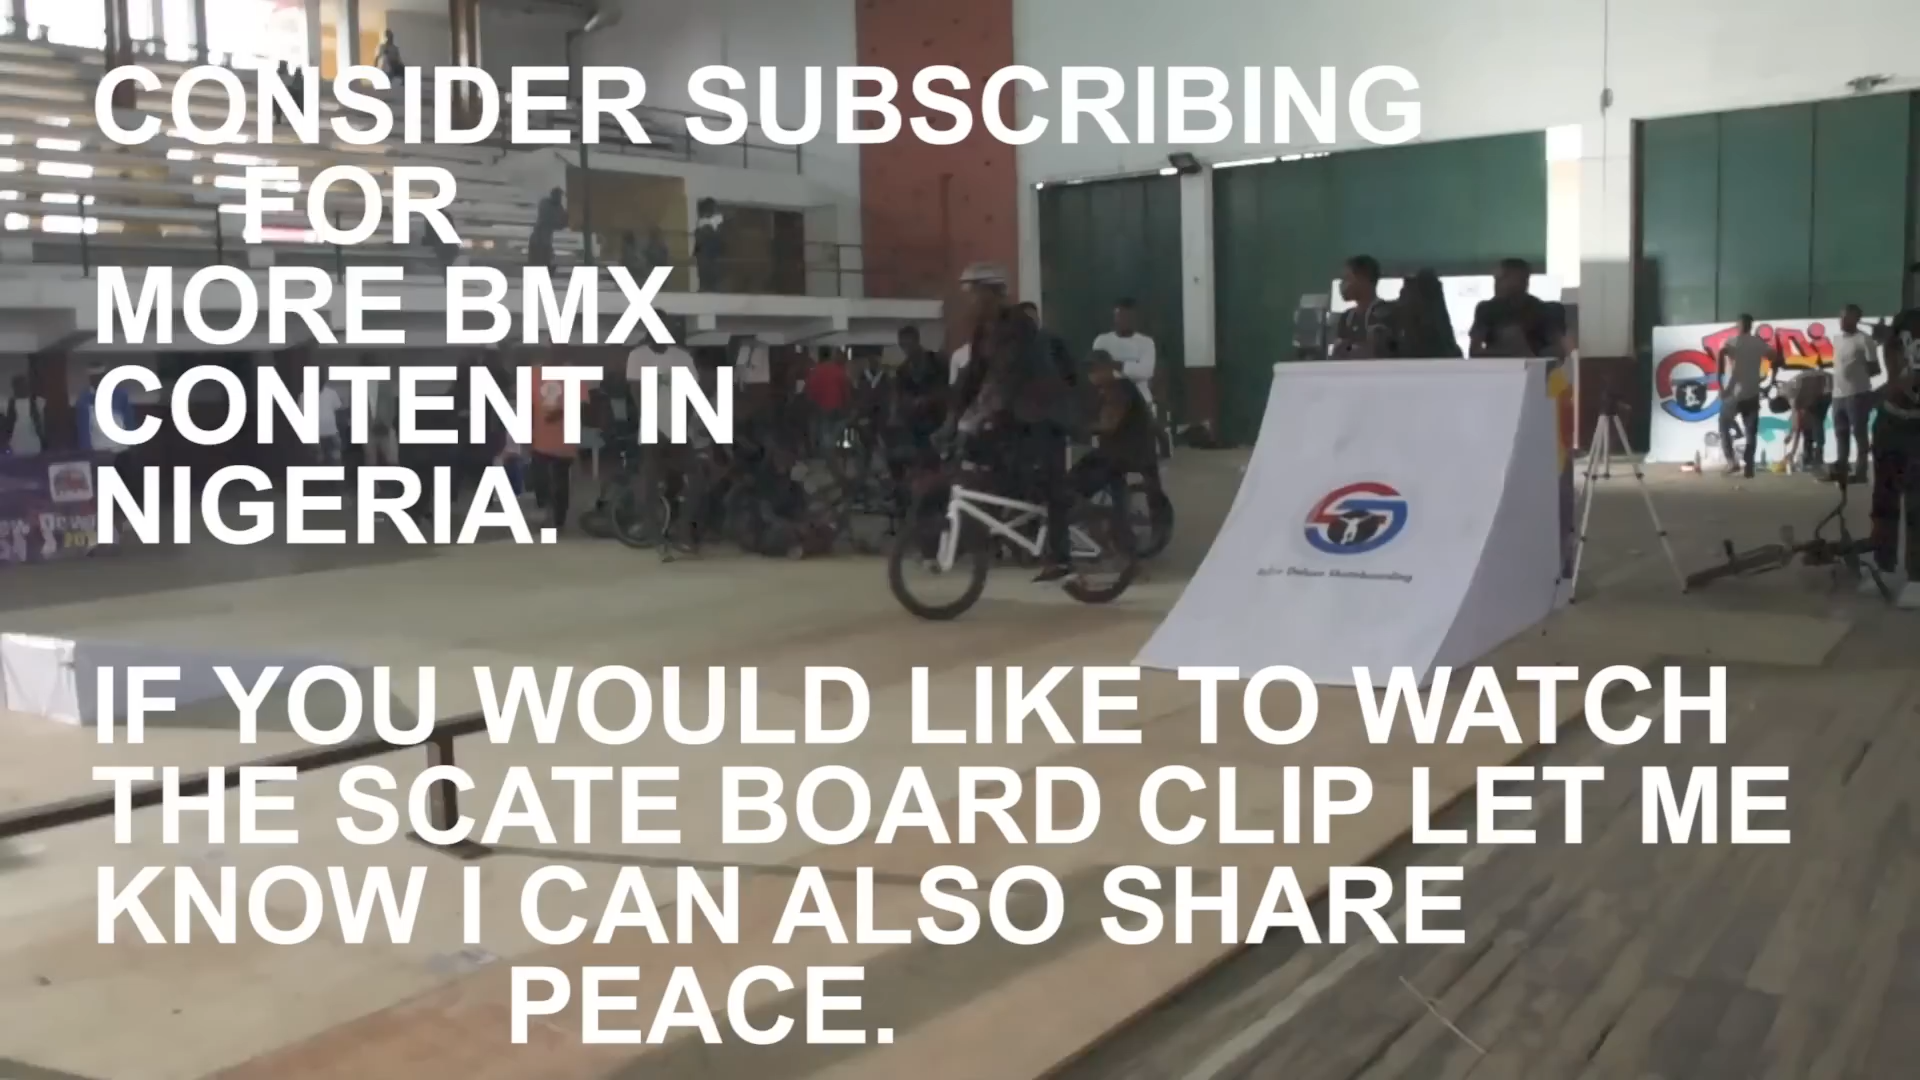 CONSIDER SUBSCRIBING
FOR
MORE BMX
CONTENT IN
NIGERIA.
IF YOU WOULD LIKE TO WATCH
THE SCATE BOARD CLIP LET ME
KNOW I CAN ALSO SHARE
PEACE.